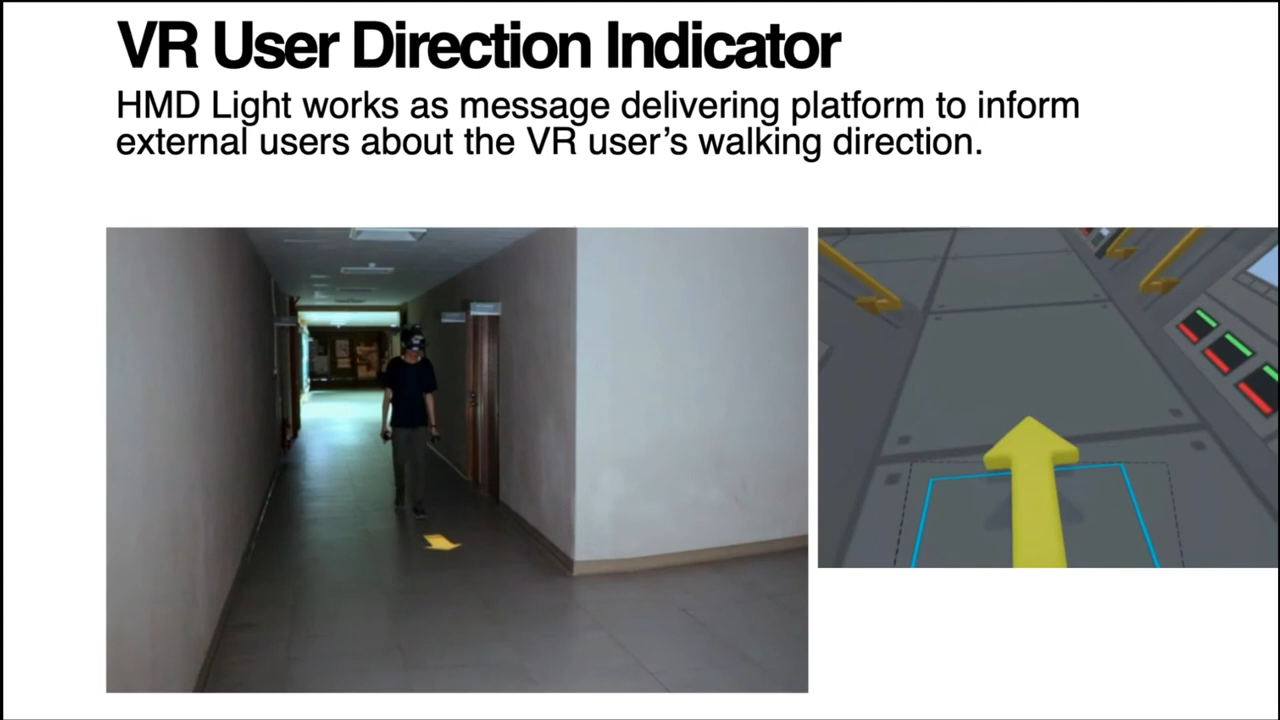 VR User Direction Indicator
HMD Light works as message delivering platform to inform
external users about the VR user’s walking direction.